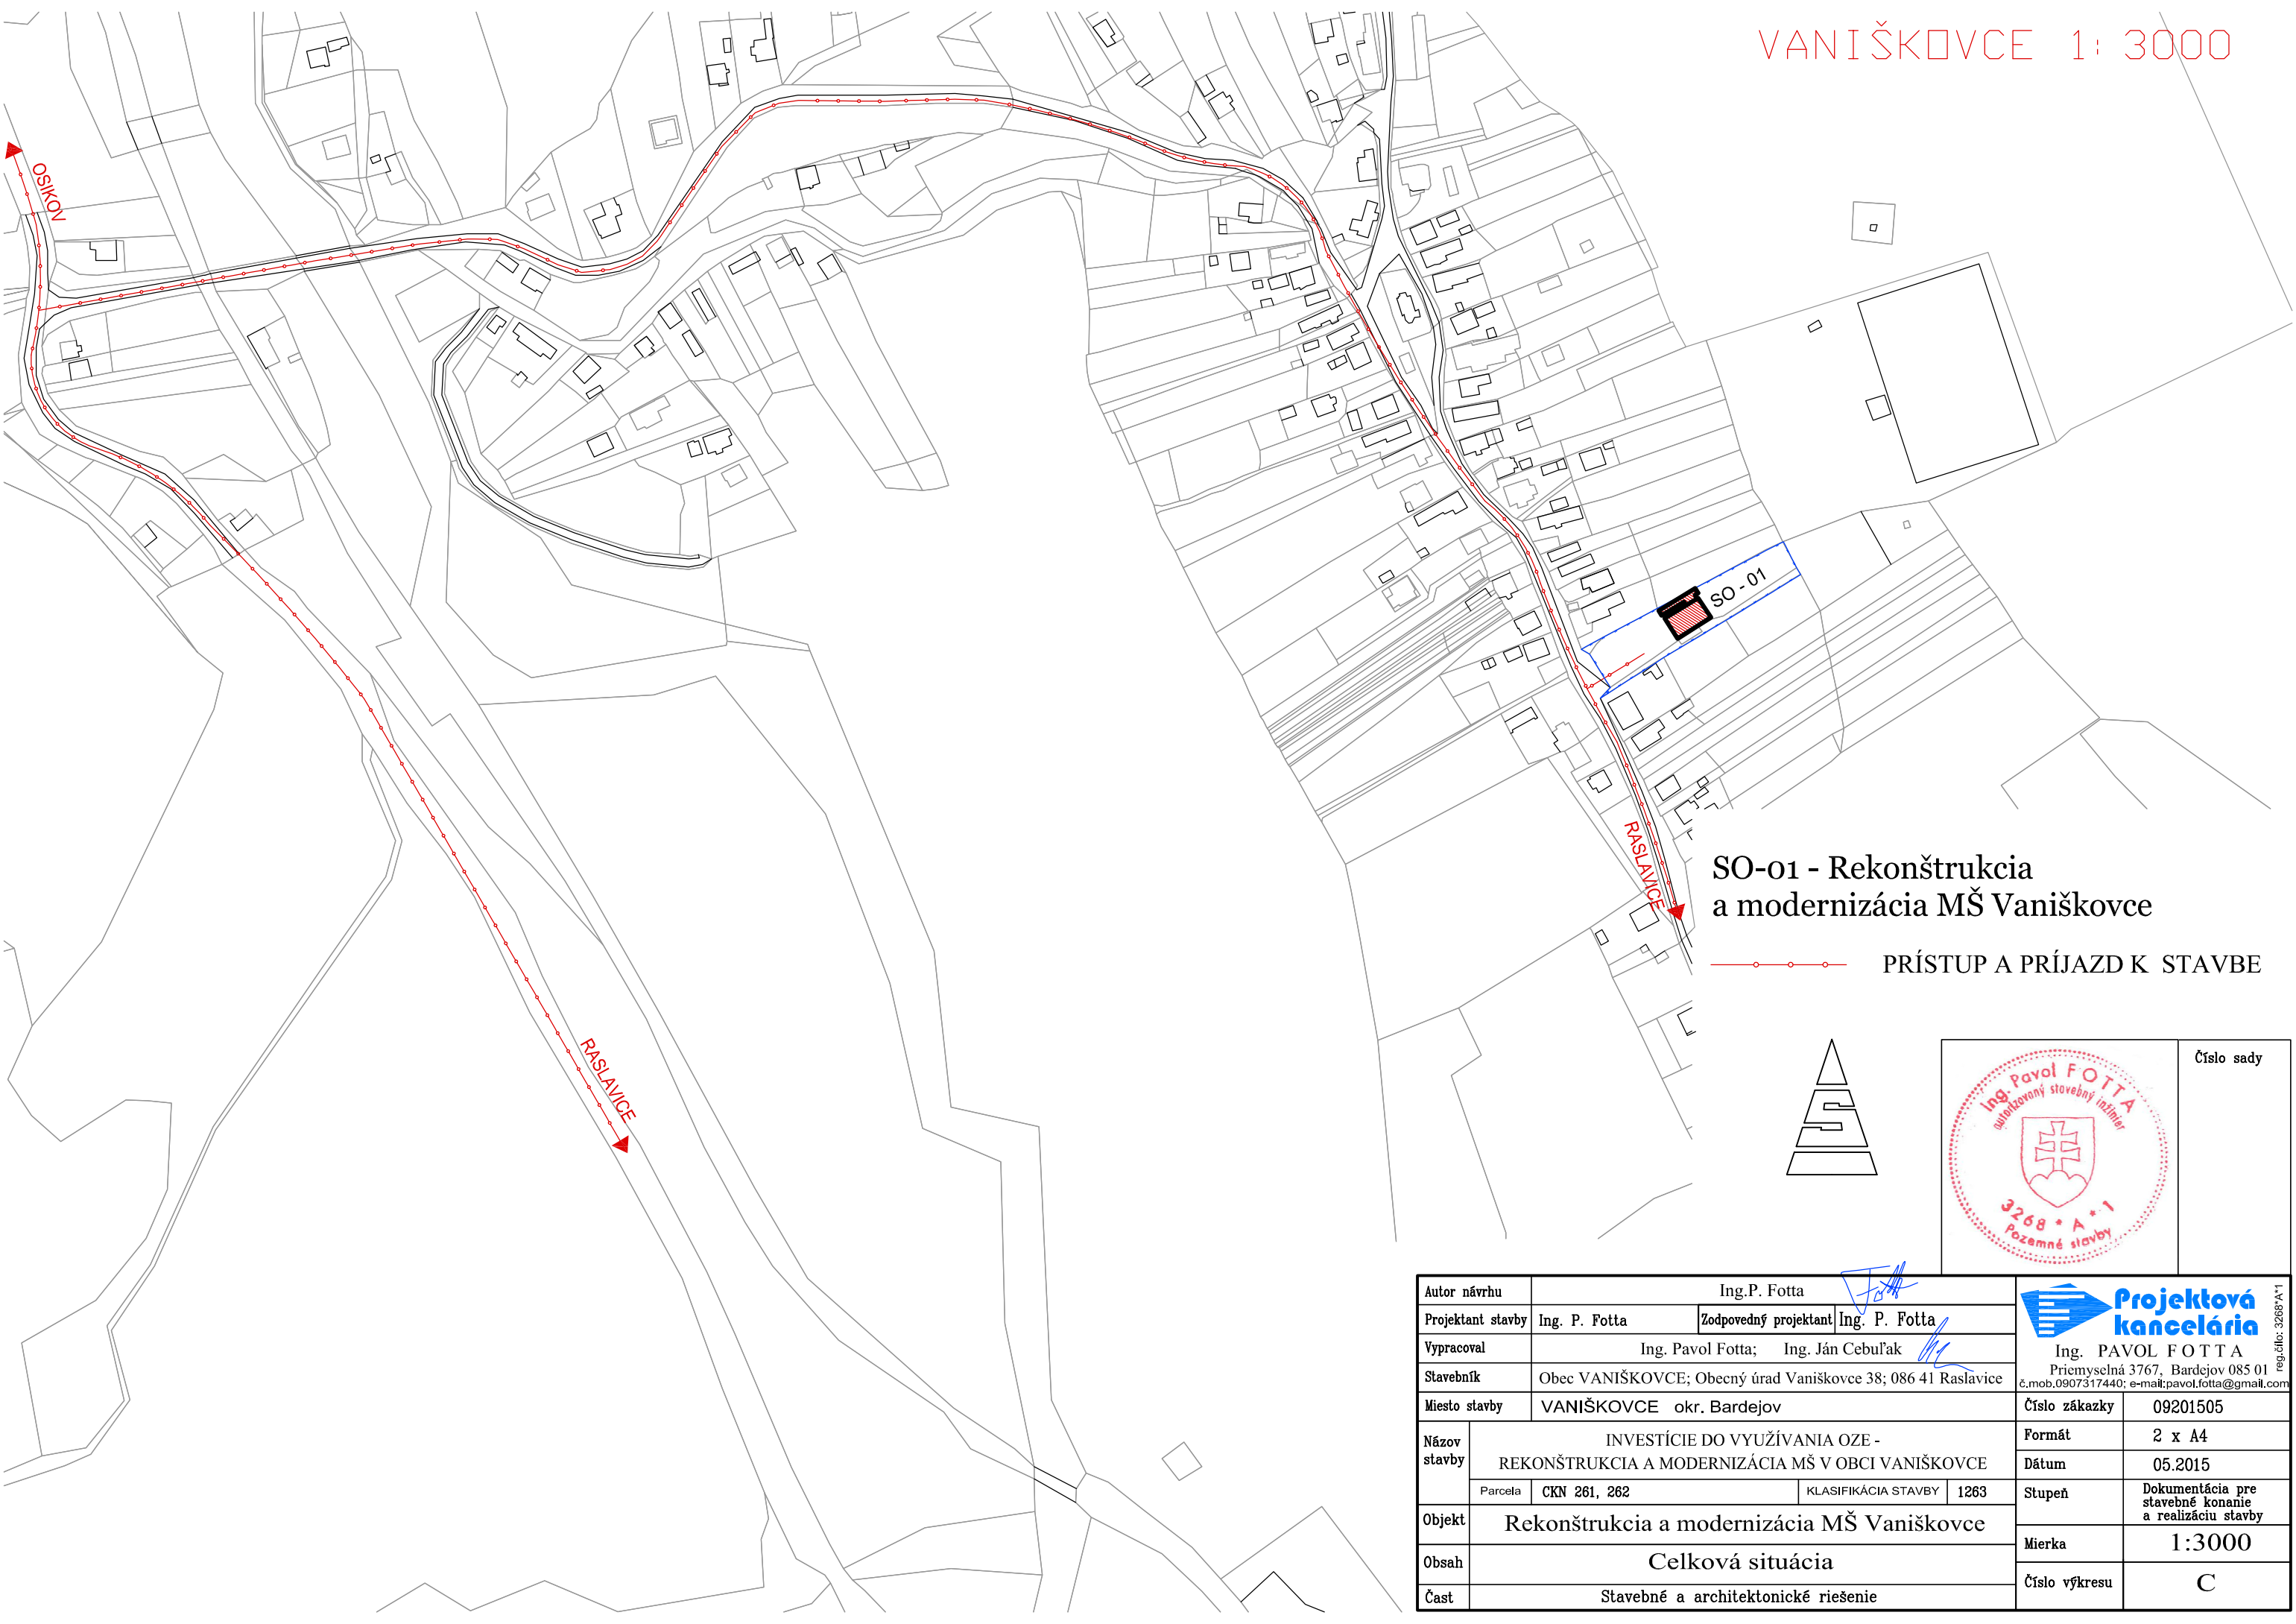 VANIŠKOVCE 1: 3000
OSIKOV
SO - 01
RASLAVICE
RASLAVICE
SO-01 - Rekonštrukcia
a modernizácia MŠ Vaniškovce
PRÍSTUP A PRÍJAZD K STAVBE
Ing. Pavol FOTTA
autorizovaný stavebný inžinier
3268 * A * 1
Pozemné stavby
Číslo sady
Autor návrhu Ing.P. Fotta
Projektant stavby Ing. P. Fotta Zodpovedný projektant Ing. P. Fotta
Vypracoval Ing. Pavol Fotta; Ing. Ján Cebuľak
Stavebník Obec VANIŠKOVCE; Obecný úrad Vaniškovce 38; 086 41 Raslavice
Miesto stavby VANIŠKOVCE okr. Bardejov
Názov
stavby
INVESTÍCIE DO VYUŽÍVANIA OZE -
REKONŠTRUKCIA A MODERNIZÁCIA MŠ V OBCI VANIŠKOVCE
Parcela CKN 261, 262 KLASIFIKÁCIA STAVBY 1263
Objekt Rekonštrukcia a modernizácia MŠ Vaniškovce
Obsah Celková situácia
Časť Stavebné a architektonické riešenie
Projektová
kancelária
Ing. PAVOL FOTTA
Priemyselná 3767, Bardejov 085 01
č.mob.0907317440; e-mail:pavol.fotta@gmail.com
reg.čílo: 3268*A*1
Číslo zákazky 09201505
Formát 2 x A4
Dátum 05.2015
Stupeň Dokumentácia pre
stavebné konanie
a realizáciu stavby
Mierka 1:3000
Číslo výkresu C